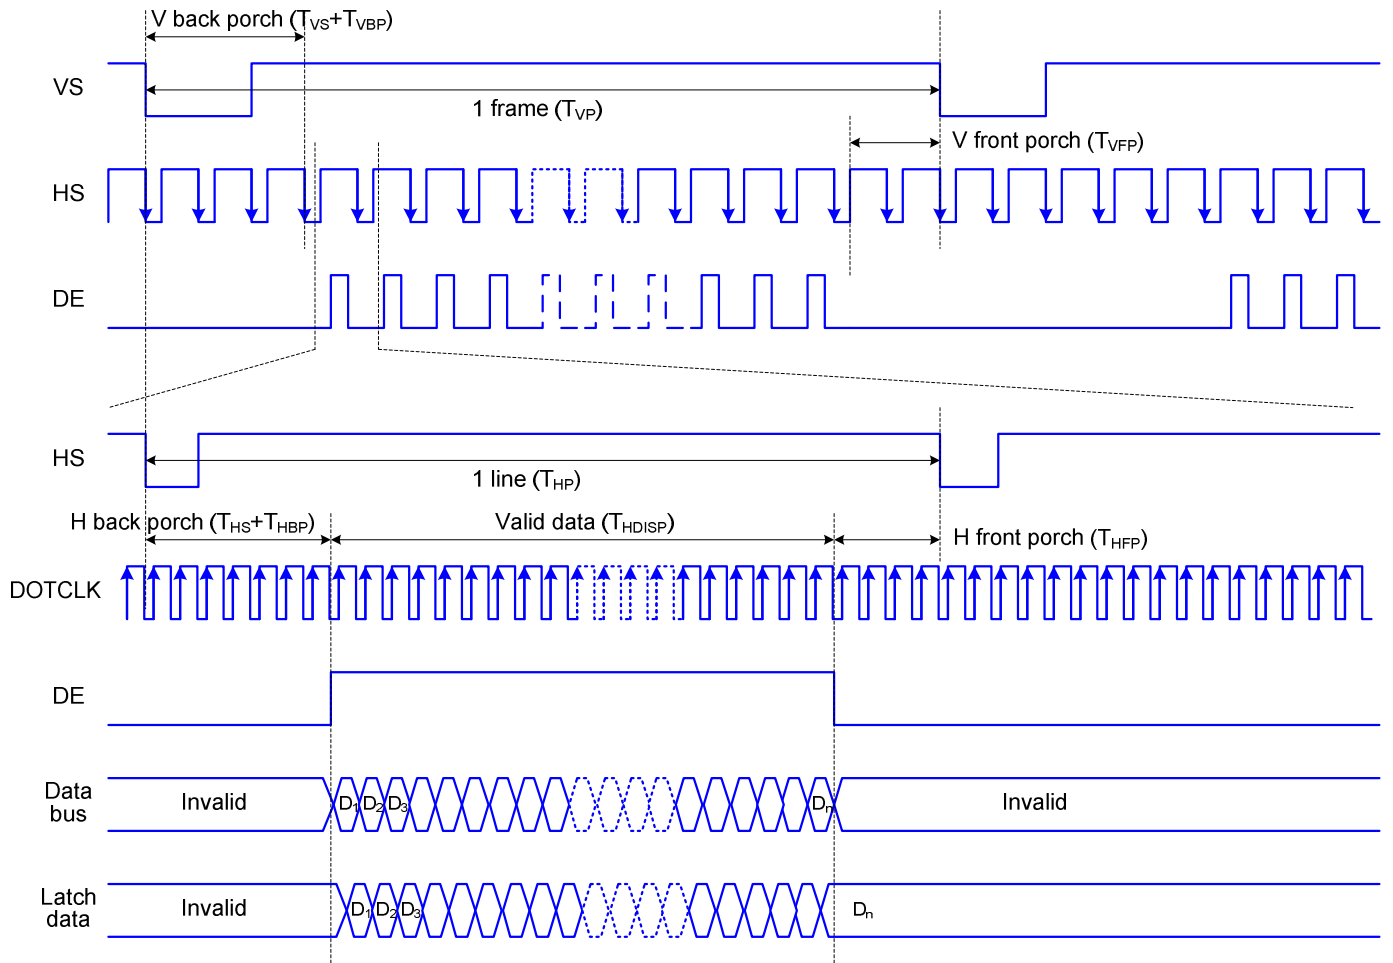 V back porch (TVS+TVBP)
VS
1 frame (TVP)
V front porch (TVFP)
HS
DE
HS
1 line (THP)
H back porch (THS+THBP)
Valid data (THDISP)
H front porch (THFP)
DOTCLK
DE
Data
bus
Invalid
D1 D2 D3
Dn
Invalid
Latch
data
Invalid
D1 D2 D3
Dn